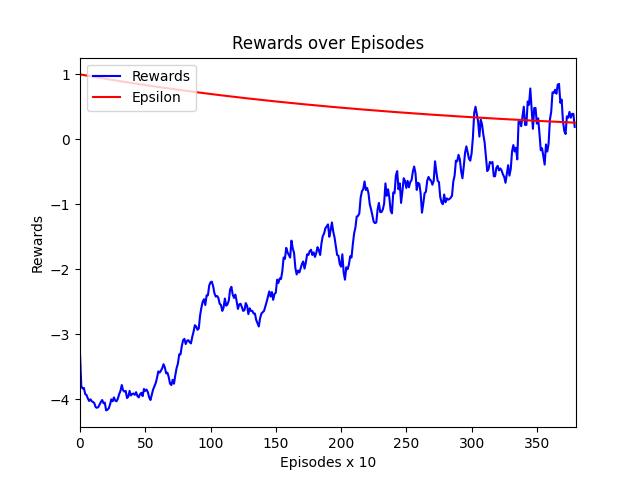 Rewards over Episodes
Rewards
Epsilon
1
0
−1
−2
−3
−4
Rewards
0 50 100 150 200 250 300 350
Episodes x 10